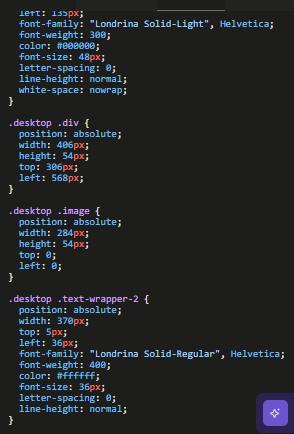 left: 135px;
font-family: "Londrina Solid-Light", Helvetica;
font-weight: 300;
color: #000000;
font-size: 48px;
letter-spacing: 0;
line-height: normal;
white-space: nowrap;
}
.desktop .div {
position: absolute;
width: 406px;
height: 54px;
top: 306px;
left: 568px;
}
.desktop .image {
position: absolute;
width: 284px;
height: 54px;
top: 0;
left: 0;
}
.desktop .text-wrapper-2 {
position: absolute;
width: 370px;
top: 5px;
left: 36px;
font-family: "Londrina Solid-Regular", Helvetica;
font-weight: 400;
color: #ffffff;
font-size: 36px;
letter-spacing: 0;
line-height: normal;
}